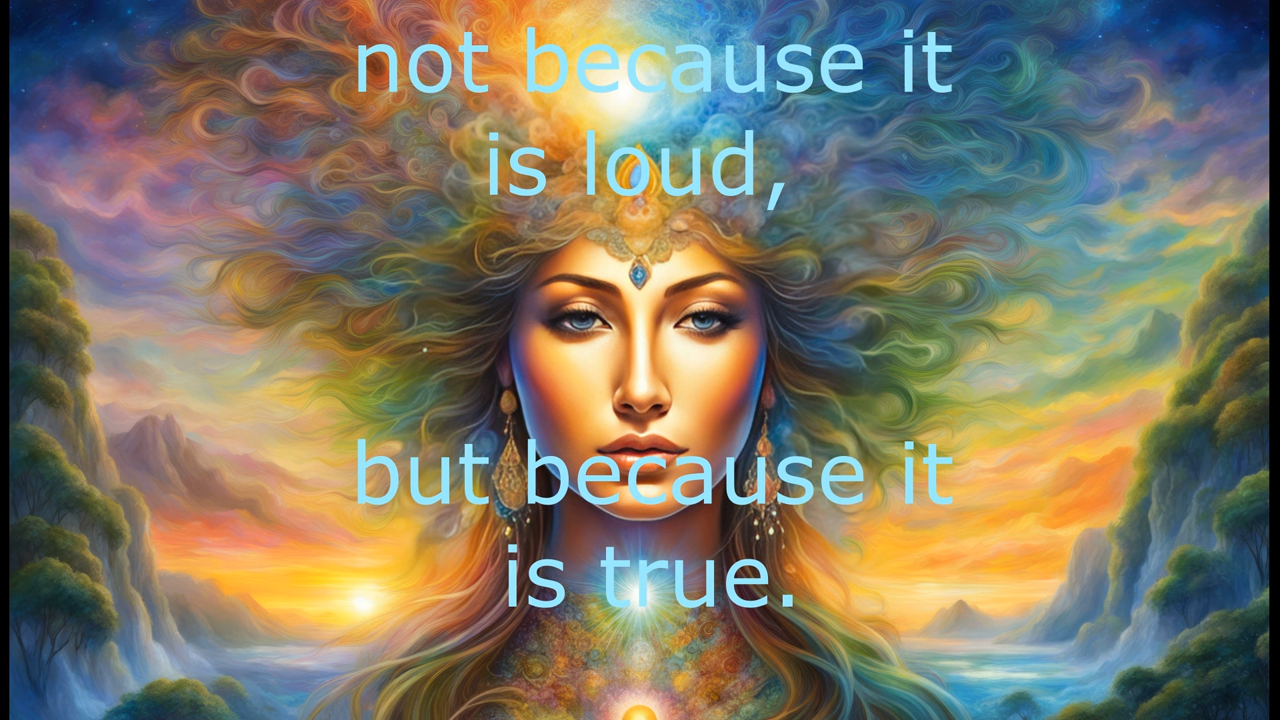 not because it
is loud,
but because it
is true.